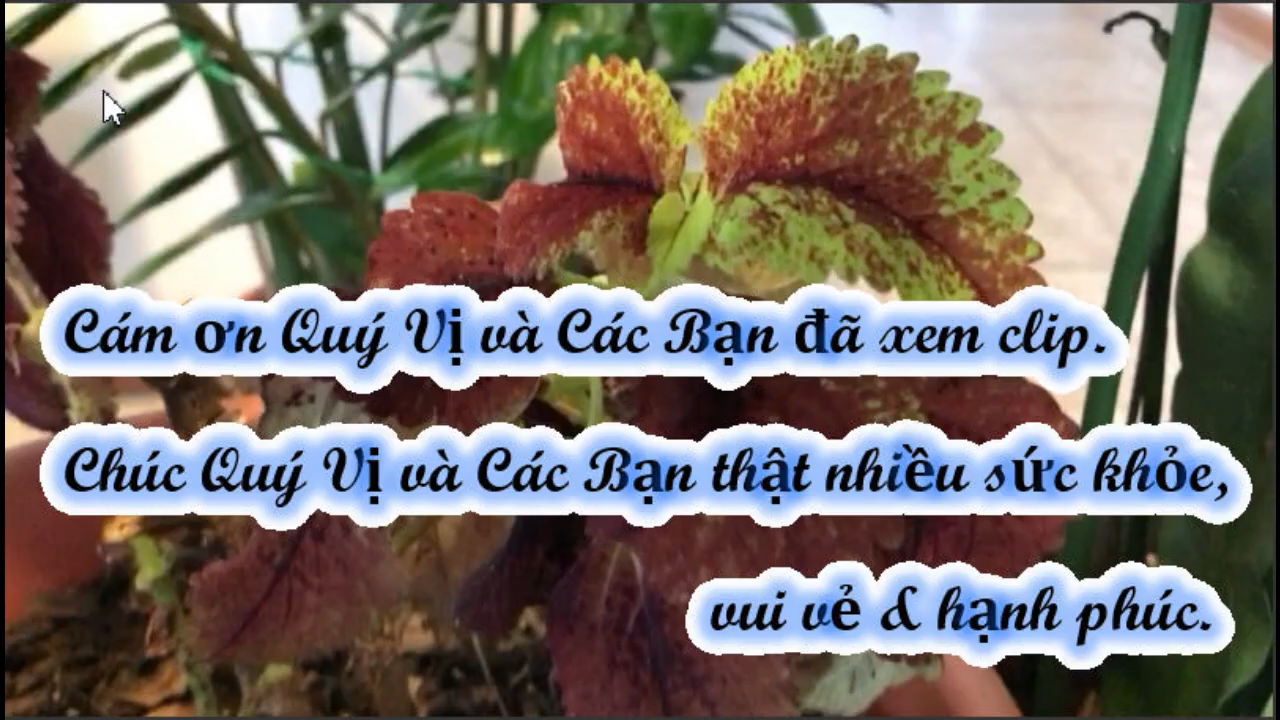 Cám ơn Quý Vị và Các Bạn đã xem clip.
Chúc Quý Vị và Các Bạn thật nhiều sức khỏe,
vui vẻ & hạnh phúc.